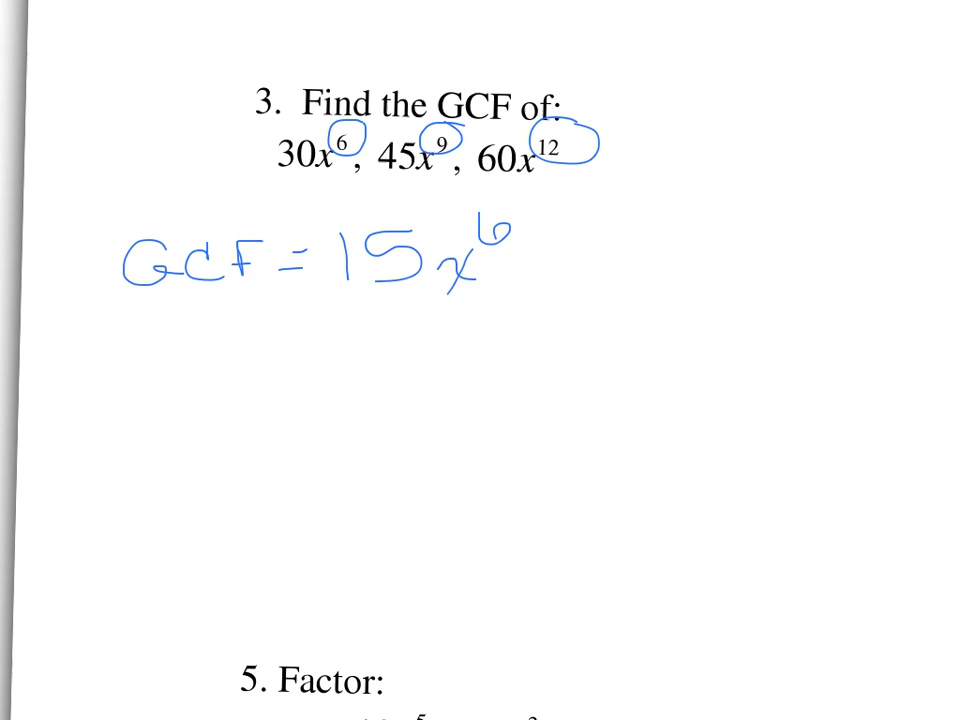 3. Find the GCF of:
30x⁶, 45x⁹, 60x¹²
GCF = 15x⁶
5. Factor: